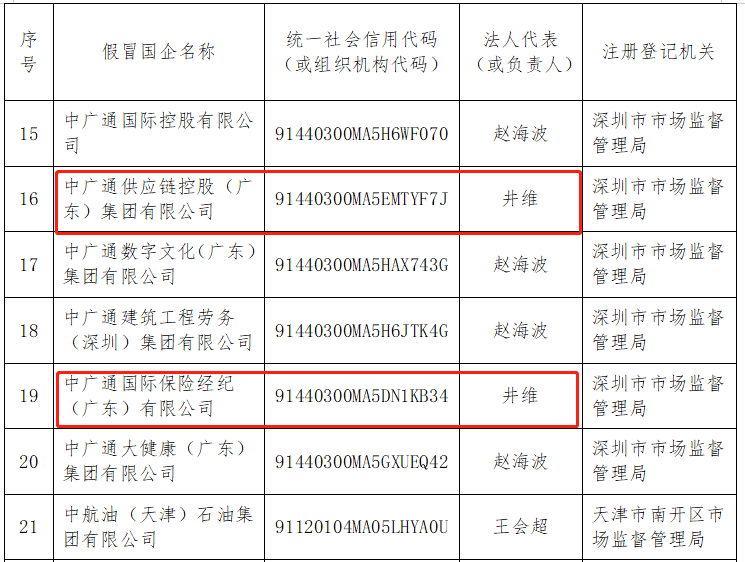 序号 假冒国企名称 统一社会信用代码（或组织机构代码） 法人代表（或负责人） 注册登记机关
15 中广通国际控股有限公司 91440300MA5H6WF070 赵海波 深圳市市场监督管理局
16 中广通供应链控股（广东）集团有限公司 91440300MA5EMTYF7J 井维 深圳市市场监督管理局
17 中广通数字文化(广东）集团有限公司 91440300MA5HAX743G 赵海波 深圳市市场监督管理局
18 中广通建筑工程劳务（深圳）集团有限公司 91440300MA5H6JTK4G 赵海波 深圳市市场监督管理局
19 中广通国际保险经纪（广东）有限公司 91440300MA5DN1KB34 井维 深圳市市场监督管理局
20 中广通大健康（广东）集团有限公司 91440300MA5GXUEQ42 赵海波 深圳市市场监督管理局
21 中航油（天津）石油集团有限公司 91120104MA05LHYA0U 王会超 天津市南开区市场监督管理局